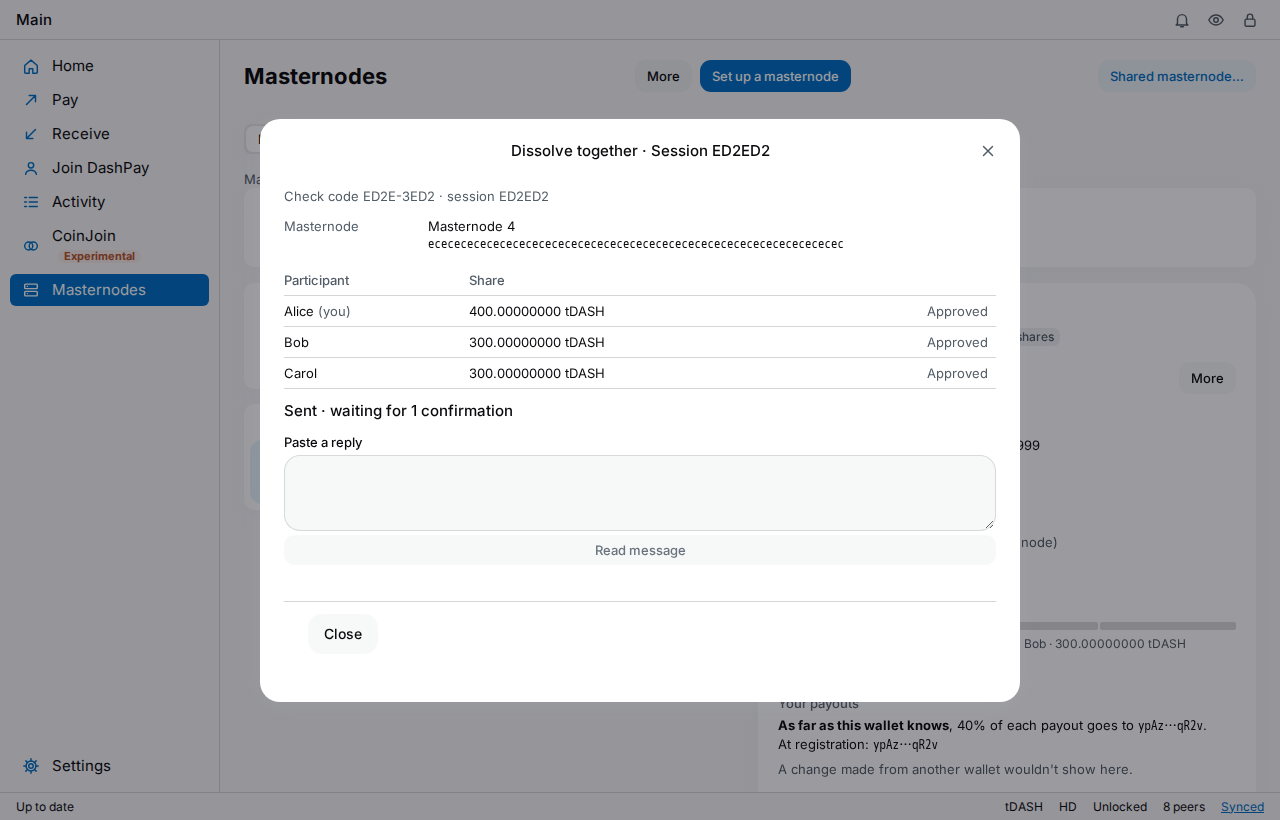 Main
Home
Pay
Receive
Join DashPay
Activity
CoinJoin
Experimental
Masternodes
Settings
Masternodes
More
Set up a masternode
Shared masternode…
Dissolve together · Session ED2ED2
Check code ED2E-3ED2 · session ED2ED2
Masternode
Masternode 4
ecececececececececececececececececececececececececececececececec
Participant
Share
Alice (you)
400.00000000 tDASH
Approved
Bob
300.00000000 tDASH
Approved
Carol
300.00000000 tDASH
Approved
Sent · waiting for 1 confirmation
Paste a reply
Read message
Close
shares
More
999
node)
Bob · 300.00000000 tDASH
Your payouts
As far as this wallet knows, 40% of each payout goes to ypAz⋯qR2v.
At registration: ypAz⋯qR2v
A change made from another wallet wouldn't show here.
Up to date
tDASH
HD
Unlocked
8 peers
Synced